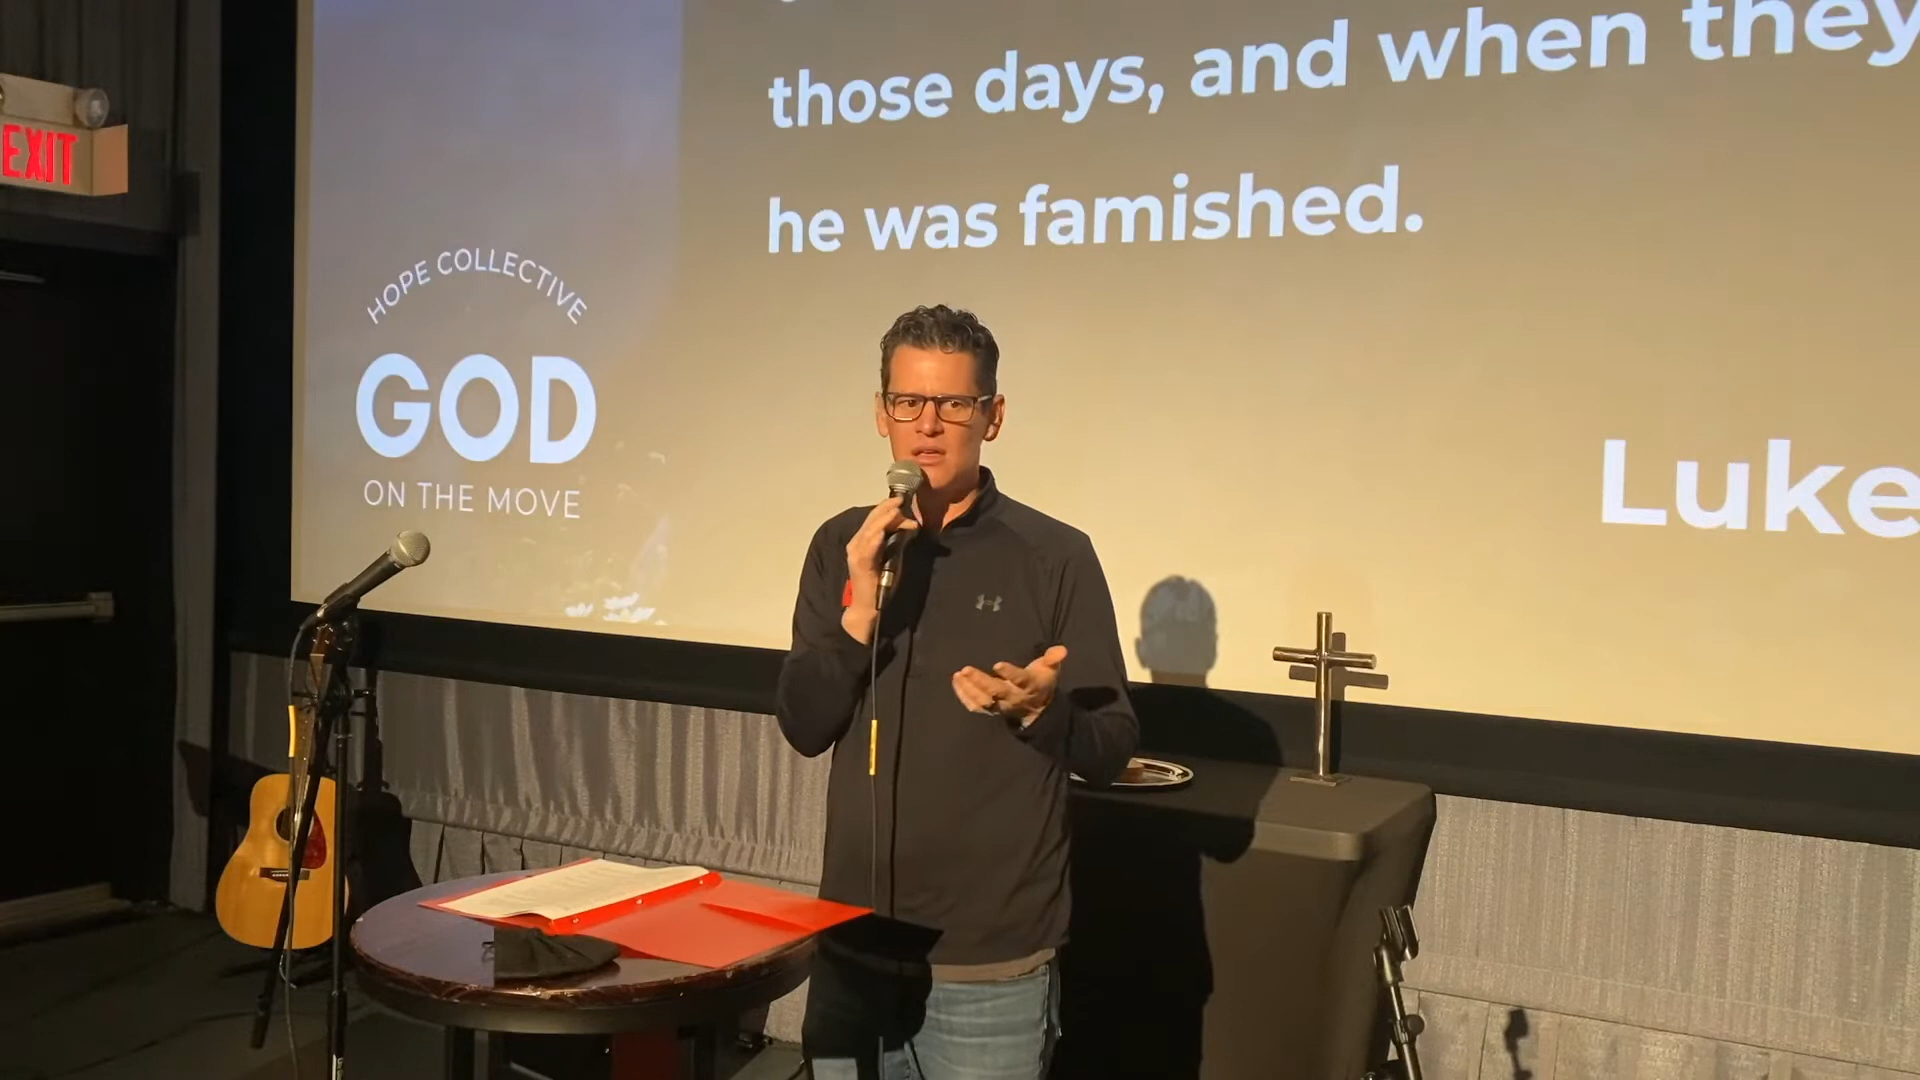 those days, and when they
he was famished.
Luke
HOPE COLLECTIVE
GOD
ON THE MOVE
EXIT